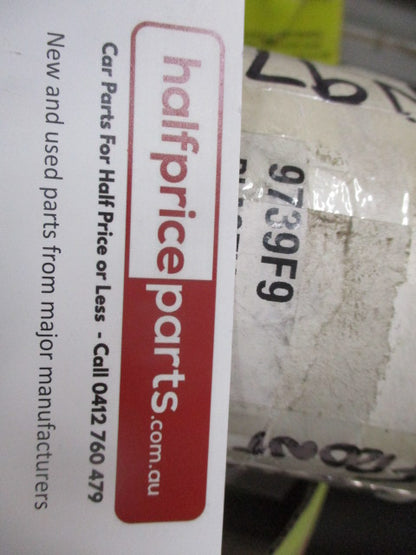 halfpriceparts.com.au
Car Parts For Half Price or Less - Call 0412 760 479
New and used parts from major manufacturers
9739F9
FRONT